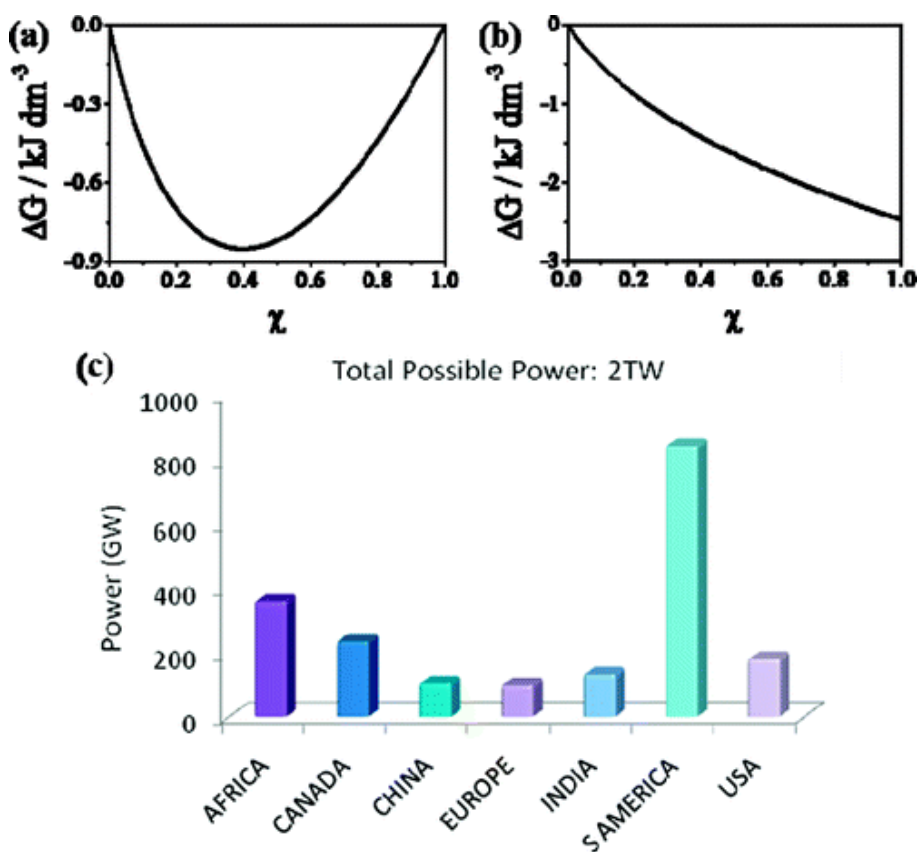 (a)
0.0
-0.3
-0.6
-0.9
ΔG / kJ dm⁻³
0.0 0.2 0.4 0.6 0.8 1.0
χ
(b)
0
-1
-2
-3
ΔG / kJ dm⁻³
0.0 0.2 0.4 0.6 0.8 1.0
χ
(c)
Total Possible Power: 2TW
1000
800
600
400
200
0
Power (GW)
AFRICA
CANADA
CHINA
EUROPE
INDIA
S AMERICA
USA